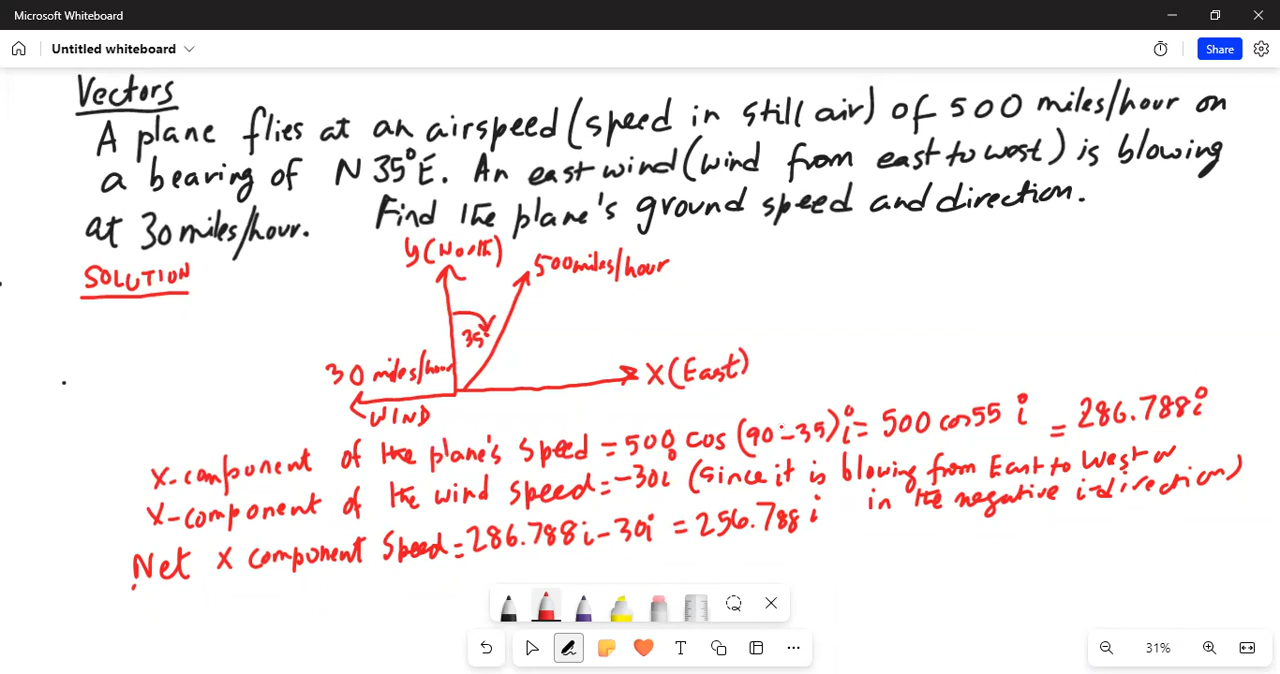 Microsoft Whiteboard
Untitled whiteboard
Share
Vectors
A plane flies at an airspeed (speed in still air) of 500 miles/hour on
a bearing of N 35°E. An east wind (wind from east to west) is blowing
at 30 miles/hour. Find the plane's ground speed and direction.
SOLUTION
y(North)
500miles/hour
35°
30 miles/hour
X(East)
WIND
X-component of the plane's speed = 500 cos (90-35)i = 500 cos55 i = 286.788i
X-component of the wind speed = -30i (since it is blowing from East to West or
in the negative i-direction)
Net X component Speed = 286.788i-30i = 256.788i
31%